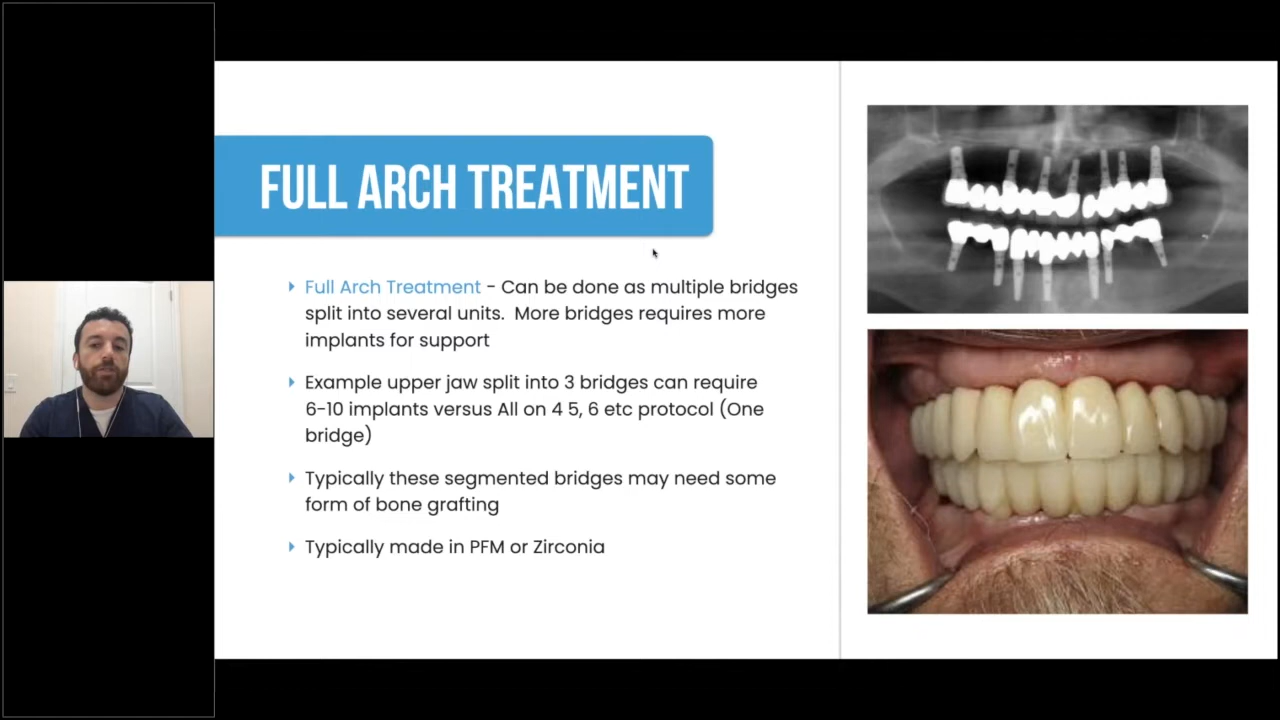 FULL ARCH TREATMENT
Full Arch Treatment - Can be done as multiple bridges
split into several units. More bridges requires more
implants for support
Example upper jaw split into 3 bridges can require
6-10 implants versus All on 4 5, 6 etc protocol (One
bridge)
Typically these segmented bridges may need some
form of bone grafting
Typically made in PFM or Zirconia